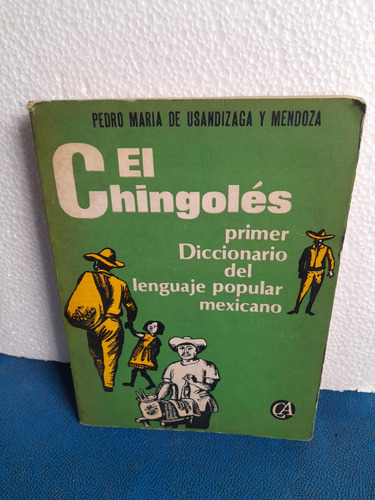 PEDRO MARIA DE USANDIZAGA Y MENDOZA
El
Chingolés
primer
Diccionario
del
lenguaje popular
mexicano
CA